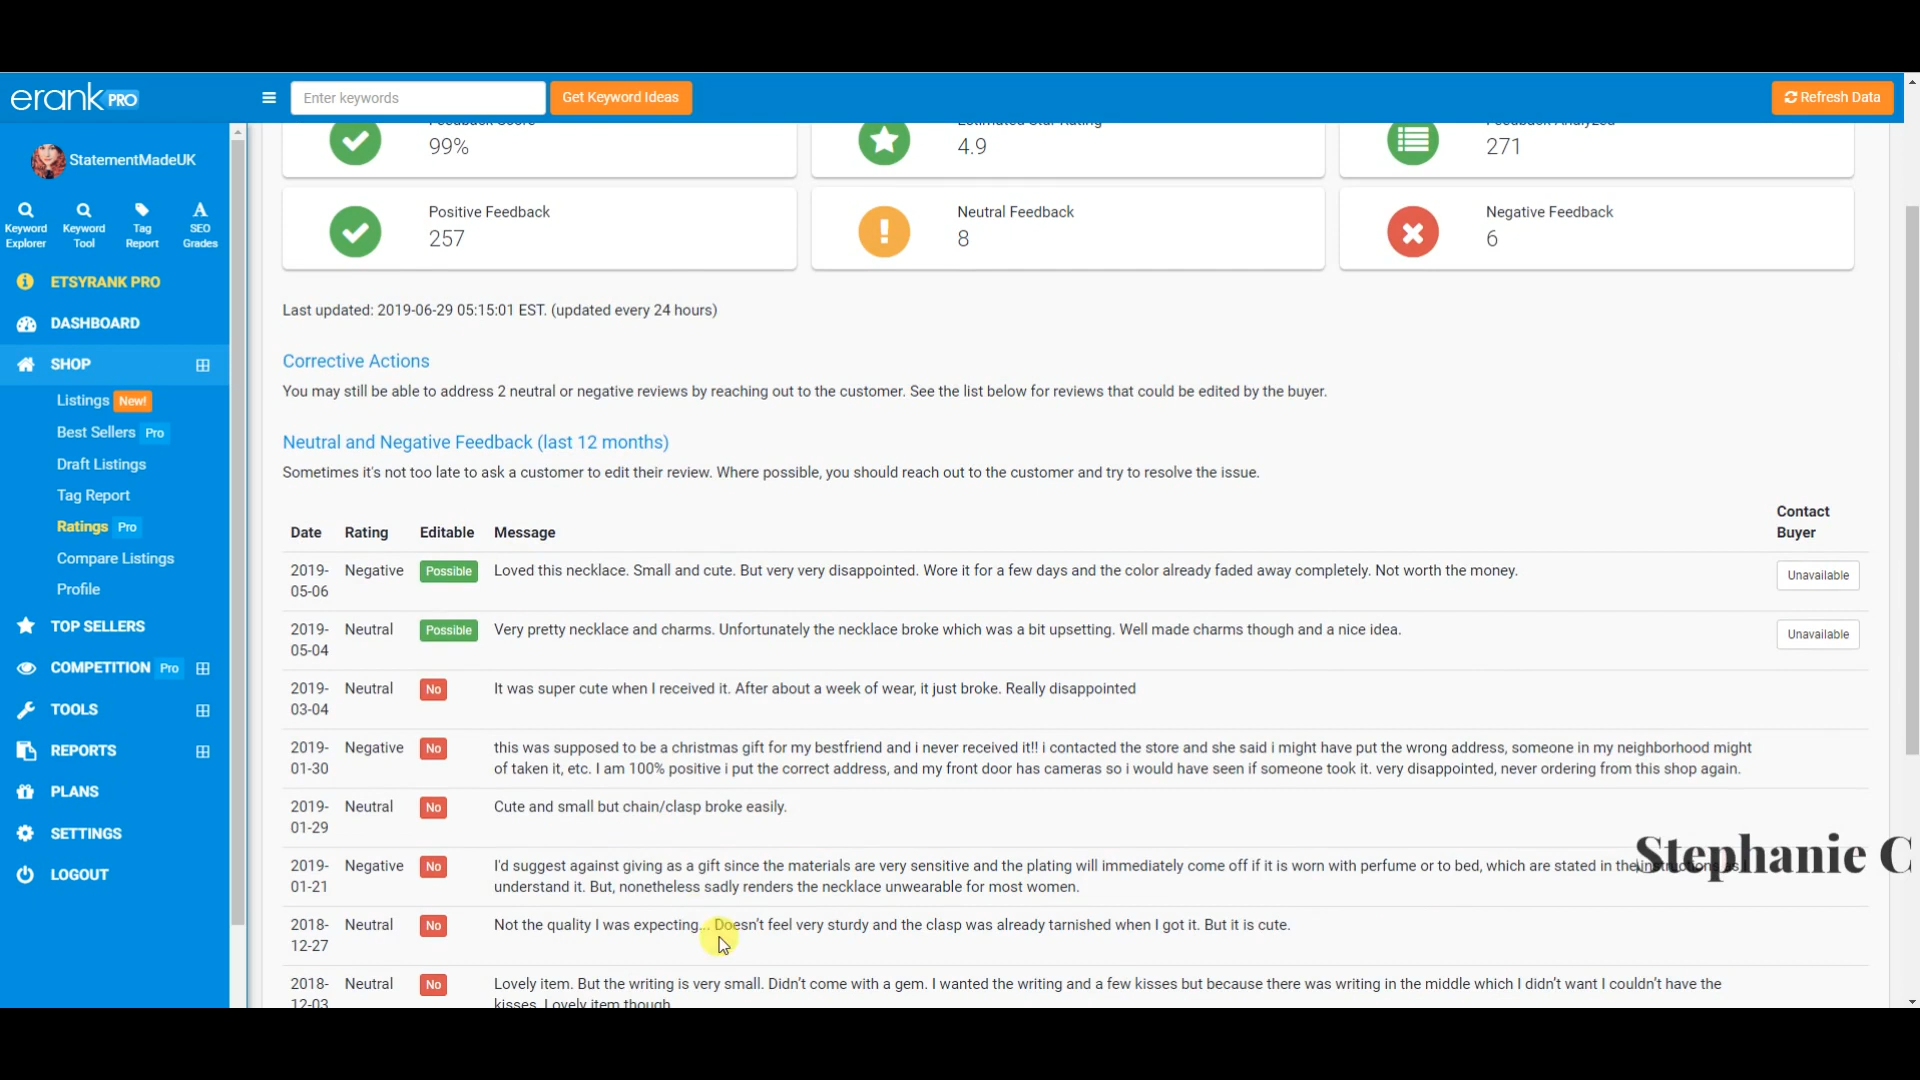 erank PRO
Enter keywords
Get Keyword Ideas
Refresh Data
StatementMadeUK
Keyword Explorer
Keyword Tool
Tag Report
SEO Grades
ETSYRANK PRO
DASHBOARD
SHOP
Listings New!
Best Sellers Pro
Draft Listings
Tag Report
Ratings Pro
Compare Listings
Profile
TOP SELLERS
COMPETITION Pro
TOOLS
REPORTS
PLANS
SETTINGS
LOGOUT
Feedback Score
99%
Estimated Star Rating
4.9
Feedback Analyzed
271
Positive Feedback
257
Neutral Feedback
8
Negative Feedback
6
Last updated: 2019-06-29 05:15:01 EST. (updated every 24 hours)
Corrective Actions
You may still be able to address 2 neutral or negative reviews by reaching out to the customer. See the list below for reviews that could be edited by the buyer.
Neutral and Negative Feedback (last 12 months)
Sometimes it's not too late to ask a customer to edit their review. Where possible, you should reach out to the customer and try to resolve the issue.
Date Rating Editable Message Contact Buyer
2019-05-06 Negative Possible Loved this necklace. Small and cute. But very very disappointed. Wore it for a few days and the color already faded away completely. Not worth the money. Unavailable
2019-05-04 Neutral Possible Very pretty necklace and charms. Unfortunately the necklace broke which was a bit upsetting. Well made charms though and a nice idea. Unavailable
2019-03-04 Neutral No It was super cute when I received it. After about a week of wear, it just broke. Really disappointed
2019-01-30 Negative No this was supposed to be a christmas gift for my bestfriend and i never received it!! i contacted the store and she said i might have put the wrong address, someone in my neighborhood might
of taken it, etc. I am 100% positive i put the correct address, and my front door has cameras so i would have seen if someone took it. very disappointed, never ordering from this shop again.
2019-01-29 Neutral No Cute and small but chain/clasp broke easily.
2019-01-21 Negative No I'd suggest against giving as a gift since the materials are very sensitive and the plating will immediately come off if it is worn with perfume or to bed, which are stated in the instructions as I
understand it. But, nonetheless sadly renders the necklace unwearable for most women.
2018-12-27 Neutral No Not the quality I was expecting... Doesn't feel very sturdy and the clasp was already tarnished when I got it. But it is cute.
2018-12-03 Neutral No Lovely item. But the writing is very small. Didn't come with a gem. I wanted the writing and a few kisses but because there was writing in the middle which I didn't want I couldn't have the
kisses. Lovely item though
Stephanie C